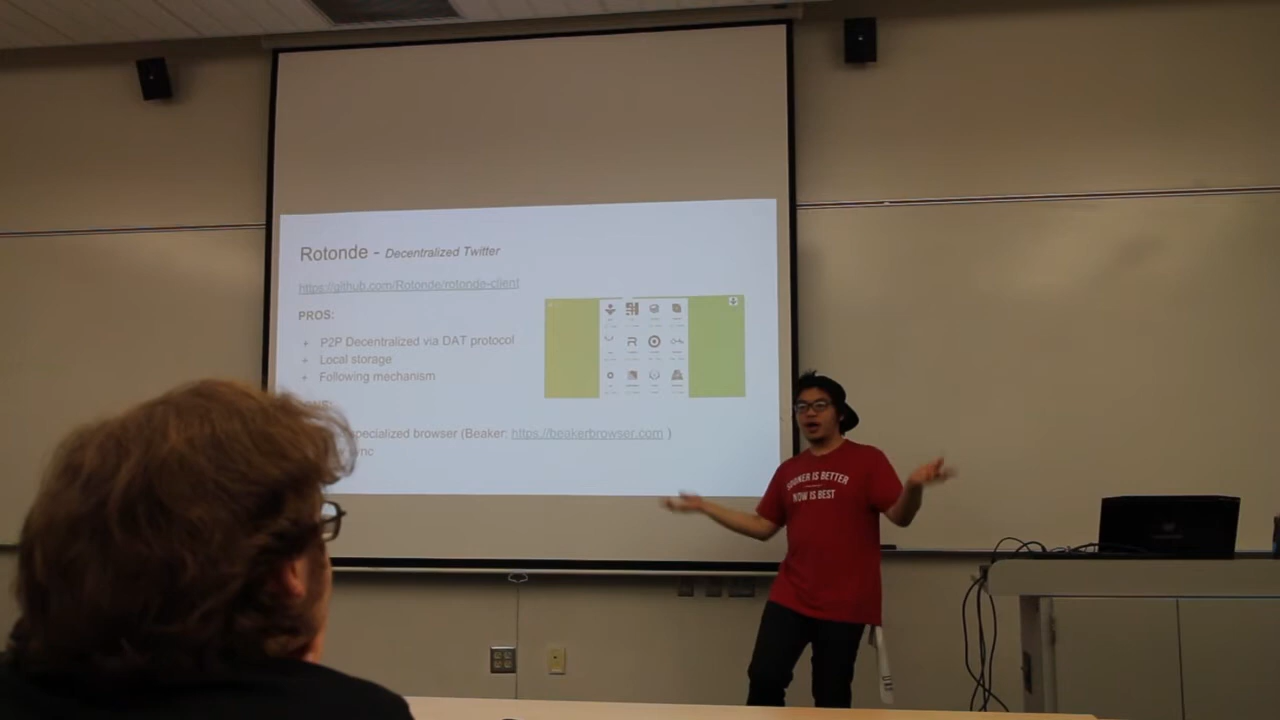 Rotonde - Decentralized Twitter
https://github.com/Rotonde/rotonde-client
PROS:
+ P2P Decentralized via DAT protocol
+ Local storage
+ Following mechanism
specialized browser (Beaker: https://beakerbrowser.com )
sync
SOONER IS BETTER
NOW IS BEST